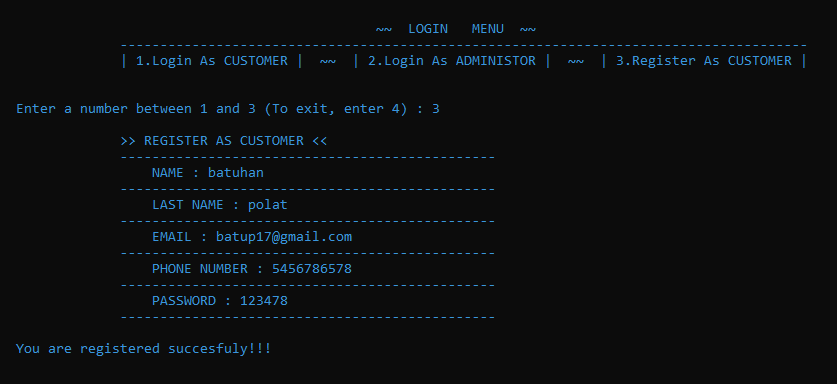 ~~ LOGIN MENU ~~
--------------------------------------------------------------------------------------
| 1.Login As CUSTOMER | ~~ | 2.Login As ADMINISTOR | ~~ | 3.Register As CUSTOMER |
Enter a number between 1 and 3 (To exit, enter 4) : 3
>> REGISTER AS CUSTOMER <<
-----------------------------------------------
NAME : batuhan
-----------------------------------------------
LAST NAME : polat
-----------------------------------------------
EMAIL : batup17@gmail.com
-----------------------------------------------
PHONE NUMBER : 5456786578
-----------------------------------------------
PASSWORD : 123478
-----------------------------------------------
You are registered succesfuly!!!